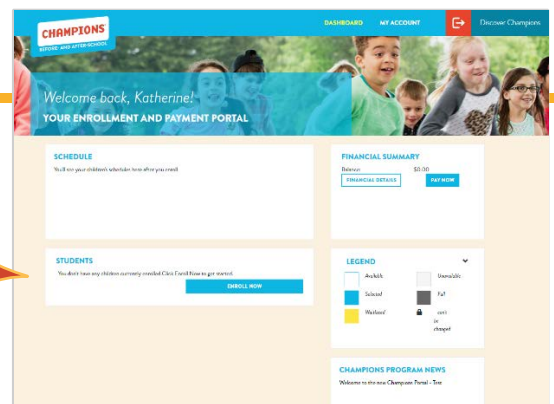 CHAMPIONS
BEFORE- AND AFTER-SCHOOL
DASHBOARD MY ACCOUNT Discover Champions
Welcome back, Katherine!
YOUR ENROLLMENT AND PAYMENT PORTAL
SCHEDULE
You'll see your children's schedules here after you enroll
FINANCIAL SUMMARY
Balance $0.00
FINANCIAL DETAILS PAY NOW
STUDENTS
You don't have any children currently enrolled. Click Enroll Now to get started.
ENROLL NOW
LEGEND
Available Unavailable
Selected Full
Waitlisted can't
be
changed
CHAMPIONS PROGRAM NEWS
Welcome to the new Champions Portal - Test